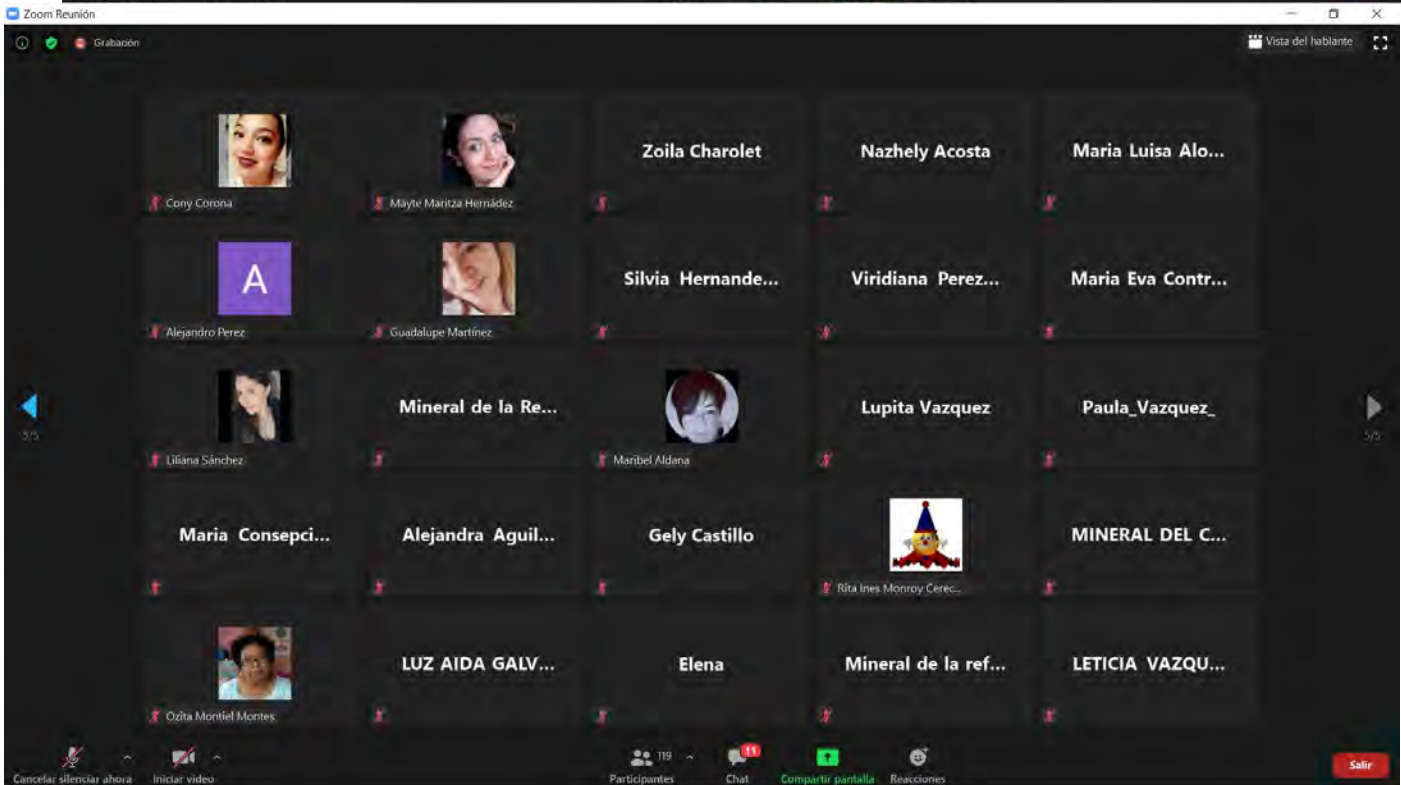 Zoom Reunión
Grabación
Vista del hablante
Cony Corona
Mayte Maritza Hernádez
Zoila Charolet
Nazhely Acosta
Maria Luisa Alo...
A
Alejandro Perez
Guadalupe Martínez
Silvia Hernande...
Viridiana Perez...
Maria Eva Contr...
5/5
Liliana Sánchez
Mineral de la Re...
Maribel Aldana
Lupita Vazquez
Paula_Vazquez_
5/5
Maria Consepci...
Alejandra Aguil...
Gely Castillo
Rita Ines Monroy Cerec...
MINERAL DEL C...
Ozita Montiel Montes
LUZ AIDA GALV...
Elena
Mineral de la ref...
LETICIA VAZQU...
Cancelar silenciar ahora
Iniciar video
119
Participantes
11
Chat
Compartir pantalla
Reacciones
Salir